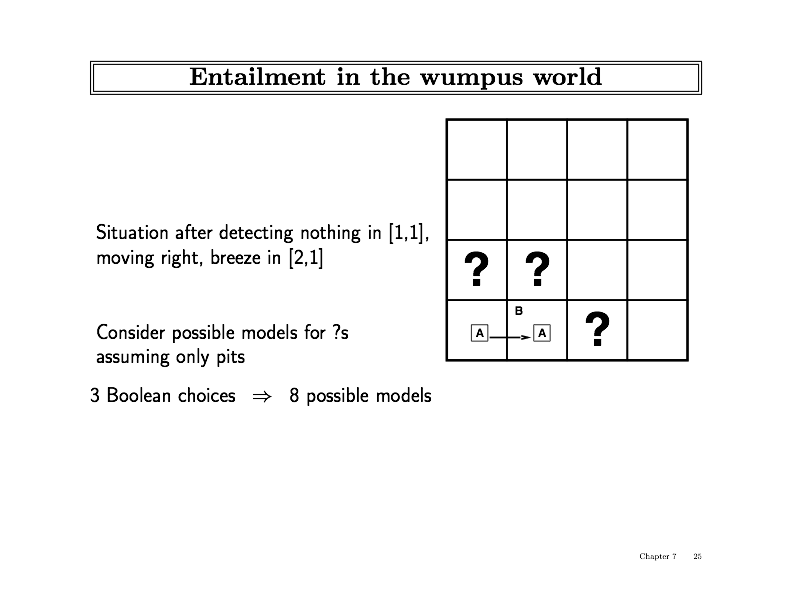 Entailment in the wumpus world
Situation after detecting nothing in [1,1],
moving right, breeze in [2,1]
Consider possible models for ?s
assuming only pits
3 Boolean choices ⇒ 8 possible models
? ?
B
A A ?
Chapter 7 25